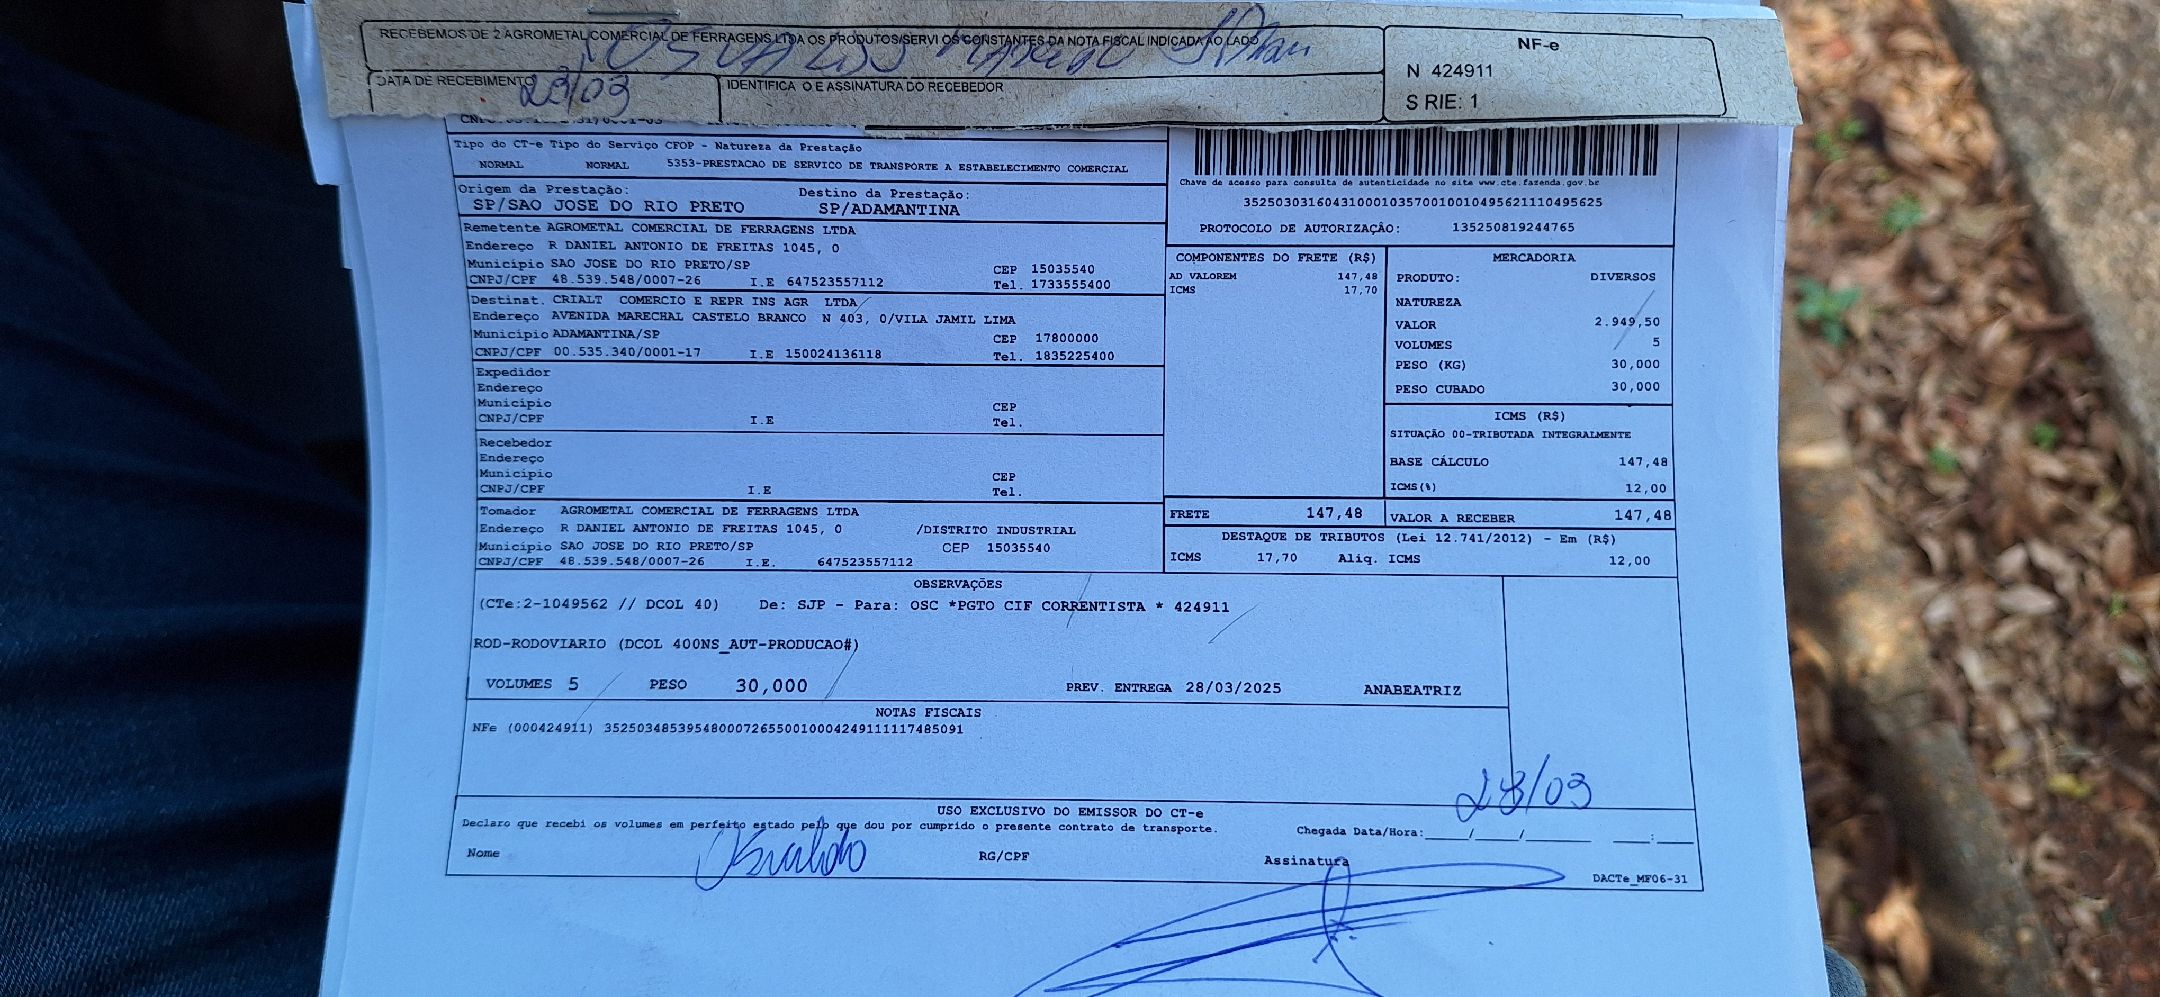 RECEBEMOS DE 2 AGROMETAL COMERCIAL DE FERRAGENS LTDA OS PRODUTOS/SERVI OS CONSTANTES DA NOTA FISCAL INDICADA AO LADO
DATA DE RECEBIMENTO
28/03
IDENTIFICA O E ASSINATURA DO RECEBEDOR
NF-e
N 424911
S RIE: 1
Tipo do CT-e Tipo do Serviço CFOP - Natureza da Prestação
NORMAL NORMAL 5353-PRESTACAO DE SERVICO DE TRANSPORTE A ESTABELECIMENTO COMERCIAL
Origem da Prestação: Destino da Prestação:
SP/SAO JOSE DO RIO PRETO SP/ADAMANTINA
Chave de acesso para consulta de autenticidade no site www.cte.fazenda.gov.br
35250303160431000103570010010495621110495625
PROTOCOLO DE AUTORIZAÇÃO: 135250819244765
Remetente AGROMETAL COMERCIAL DE FERRAGENS LTDA
Endereço R DANIEL ANTONIO DE FREITAS 1045, 0
Município SAO JOSE DO RIO PRETO/SP CEP 15035540
CNPJ/CPF 48.539.548/0007-26 I.E 647523557112 Tel. 1733555400
Destinat. CRIALT COMERCIO E REPR INS AGR LTDA
Endereço AVENIDA MARECHAL CASTELO BRANCO N 403, 0/VILA JAMIL LIMA
Município ADAMANTINA/SP CEP 17800000
CNPJ/CPF 00.535.340/0001-17 I.E 150024136118 Tel. 1835225400
Expedidor
Endereço
Município CEP
CNPJ/CPF I.E Tel.
Recebedor
Endereço
Município CEP
CNPJ/CPF I.E Tel.
Tomador AGROMETAL COMERCIAL DE FERRAGENS LTDA
Endereço R DANIEL ANTONIO DE FREITAS 1045, 0 /DISTRITO INDUSTRIAL
Município SAO JOSE DO RIO PRETO/SP CEP 15035540
CNPJ/CPF 48.539.548/0007-26 I.E. 647523557112
COMPONENTES DO FRETE (R$)
AD VALOREM 147,48
ICMS 17,70
MERCADORIA
PRODUTO: DIVERSOS
NATUREZA
VALOR 2.949,50
VOLUMES 5
PESO (KG) 30,000
PESO CUBADO 30,000
ICMS (R$)
SITUAÇÃO 00-TRIBUTADA INTEGRALMENTE
BASE CÁLCULO 147,48
ICMS(%) 12,00
FRETE 147,48
VALOR A RECEBER 147,48
DESTAQUE DE TRIBUTOS (Lei 12.741/2012) - Em (R$)
ICMS 17,70 Aliq. ICMS 12,00
OBSERVAÇÕES
(CTe:2-1049562 // DCOL 40) De: SJP - Para: OSC *PGTO CIF CORRENTISTA * 424911
ROD-RODOVIARIO (DCOL 400NS_AUT-PRODUCAO#)
VOLUMES 5 PESO 30,000 PREV. ENTREGA 28/03/2025 ANABEATRIZ
NOTAS FISCAIS
NFe (000424911) 35250348539548000726550010004249111117485091
28/03
USO EXCLUSIVO DO EMISSOR DO CT-e
Declaro que recebi os volumes em perfeito estado pelo que dou por cumprido o presente contrato de transporte. Chegada Data/Hora:____/____/______ ____:____
Nome Osvaldo RG/CPF Assinatura
DACTe_MF06-31